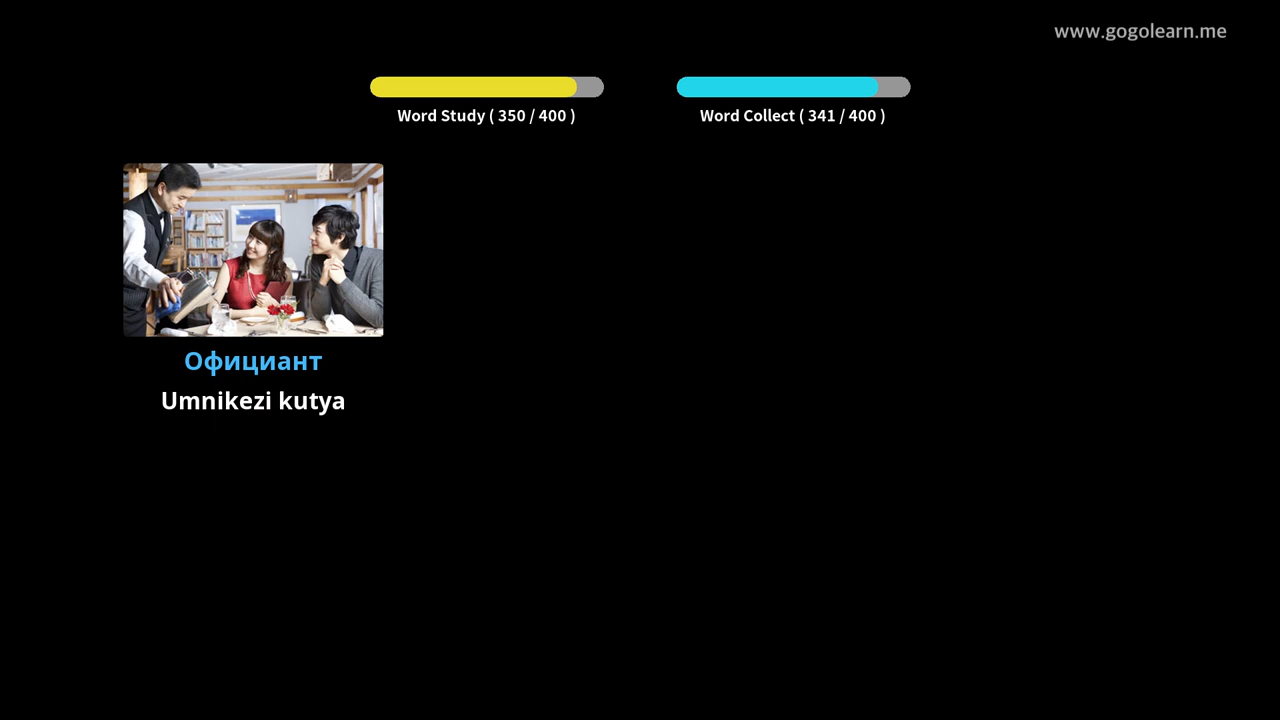 www.gogolearn.me
Word Study ( 350 / 400 )
Word Collect ( 341 / 400 )
Официант
Umnikezi kutya